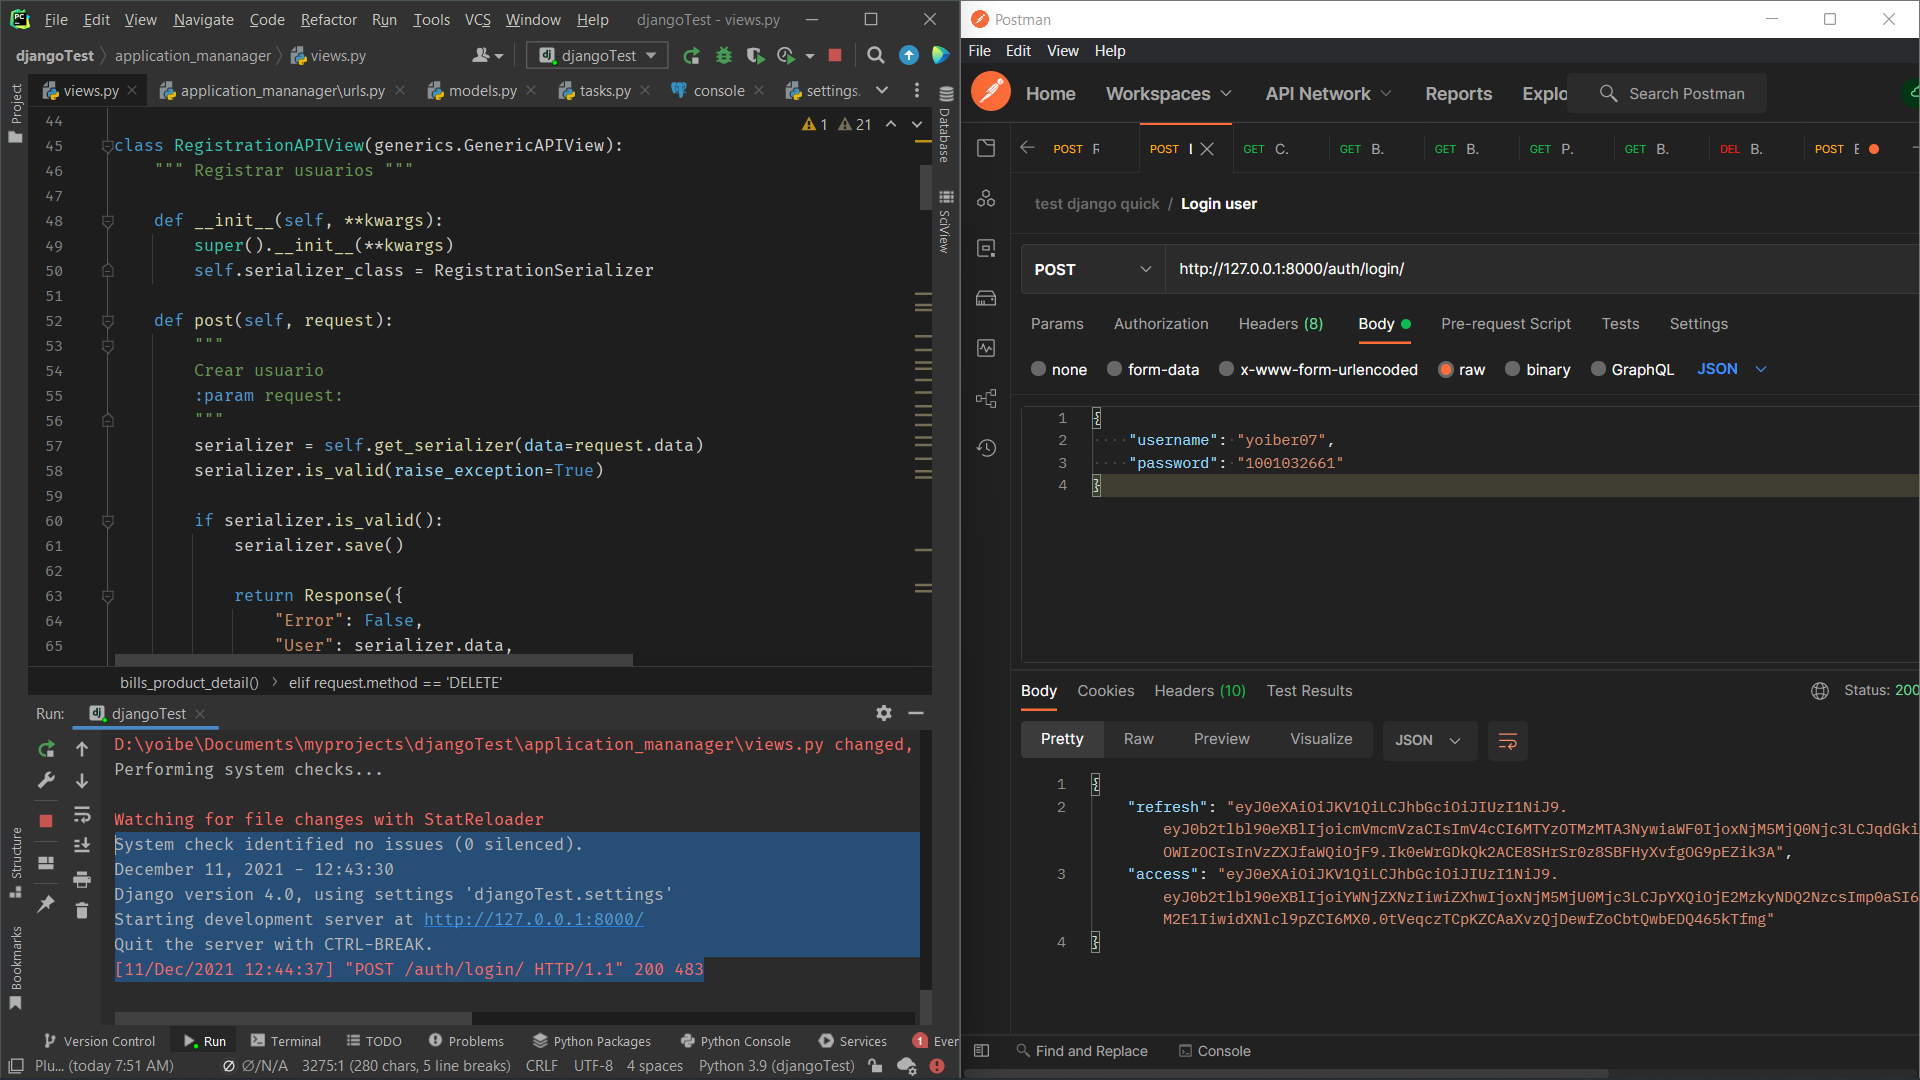 File Edit View Navigate Code Refactor Run Tools VCS Window Help djangoTest - views.py
djangoTest application_mananager views.py djangoTest
views.py application_mananager\urls.py models.py tasks.py console settings.
Project
Database
SciView
1 21
44
45 class RegistrationAPIView(generics.GenericAPIView):
46 """ Registrar usuarios """
47
48 def __init__(self, **kwargs):
49 super().__init__(**kwargs)
50 self.serializer_class = RegistrationSerializer
51
52 def post(self, request):
53 """
54 Crear usuario
55 :param request:
56 """
57 serializer = self.get_serializer(data=request.data)
58 serializer.is_valid(raise_exception=True)
59
60 if serializer.is_valid():
61 serializer.save()
62
63 return Response({
64 "Error": False,
65 "User": serializer.data,
bills_product_detail() elif request.method == 'DELETE'
Run: djangoTest
D:\yoibe\Documents\myprojects\djangoTest\application_mananager\views.py changed,
Performing system checks...
Watching for file changes with StatReloader
System check identified no issues (0 silenced).
December 11, 2021 - 12:43:30
Django version 4.0, using settings 'djangoTest.settings'
Starting development server at http://127.0.0.1:8000/
Quit the server with CTRL-BREAK.
[11/Dec/2021 12:44:37] "POST /auth/login/ HTTP/1.1" 200 483
Structure
Bookmarks
Version Control Run Terminal TODO Problems Python Packages Python Console Services 1 Ever
Plu... (today 7:51 AM) Ø/N/A 3275:1 (280 chars, 5 line breaks) CRLF UTF-8 4 spaces Python 3.9 (djangoTest)
Postman
File Edit View Help
Home Workspaces API Network Reports Explo Search Postman
POST R POST I GET C. GET B. GET B. GET P. GET B. DEL B. POST E
test django quick / Login user
POST http://127.0.0.1:8000/auth/login/
Params Authorization Headers (8) Body Pre-request Script Tests Settings
none form-data x-www-form-urlencoded raw binary GraphQL JSON
1 {
2 "username": "yoiber07",
3 "password": "1001032661"
4 }
Body Cookies Headers (10) Test Results Status: 200
Pretty Raw Preview Visualize JSON
1 {
2 "refresh": "eyJ0eXAiOiJKV1QiLCJhbGciOiJIUzI1NiJ9.
eyJ0b2tlbl90eXBlIjoicmVmcmVzaCIsImV4cCI6MTYzOTMzMTA3NywiaWF0IjoxNjM5MjQ0Njc3LCJqdGki
OWIzOCIsInVzZXJfaWQiOjF9.Ik0eWrGDkQk2ACE8SHrSr0z8SBFHyXvfgOG9pEZik3A",
3 "access": "eyJ0eXAiOiJKV1QiLCJhbGciOiJIUzI1NiJ9.
eyJ0b2tlbl90eXBlIjoiYWNjZXNzIiwiZXhwIjoxNjM5MjU0Mjc3LCJpYXQiOjE2MzkyNDQ2NzcsImp0aSI6
M2E1IiwidXNlcl9pZCI6MX0.0tVeqczTCpKZCAaXvzQjDewfZoCbtQwbEDQ465kTfmg"
4 }
Find and Replace Console